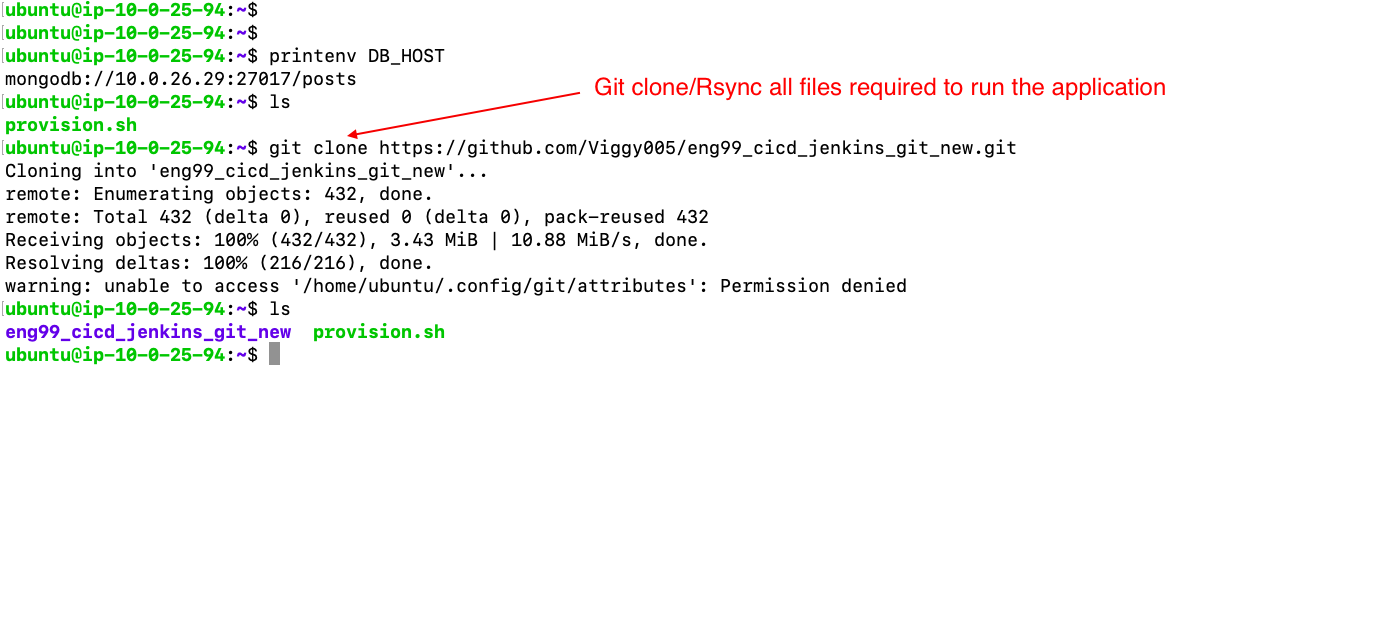 ubuntu@ip-10-0-25-94:~$
ubuntu@ip-10-0-25-94:~$
ubuntu@ip-10-0-25-94:~$ printenv DB_HOST
mongodb://10.0.26.29:27017/posts
Git clone/Rsync all files required to run the application
ubuntu@ip-10-0-25-94:~$ ls
provision.sh
ubuntu@ip-10-0-25-94:~$ git clone https://github.com/Viggy005/eng99_cicd_jenkins_git_new.git
Cloning into 'eng99_cicd_jenkins_git_new'...
remote: Enumerating objects: 432, done.
remote: Total 432 (delta 0), reused 0 (delta 0), pack-reused 432
Receiving objects: 100% (432/432), 3.43 MiB | 10.88 MiB/s, done.
Resolving deltas: 100% (216/216), done.
warning: unable to access '/home/ubuntu/.config/git/attributes': Permission denied
ubuntu@ip-10-0-25-94:~$ ls
eng99_cicd_jenkins_git_new  provision.sh
ubuntu@ip-10-0-25-94:~$